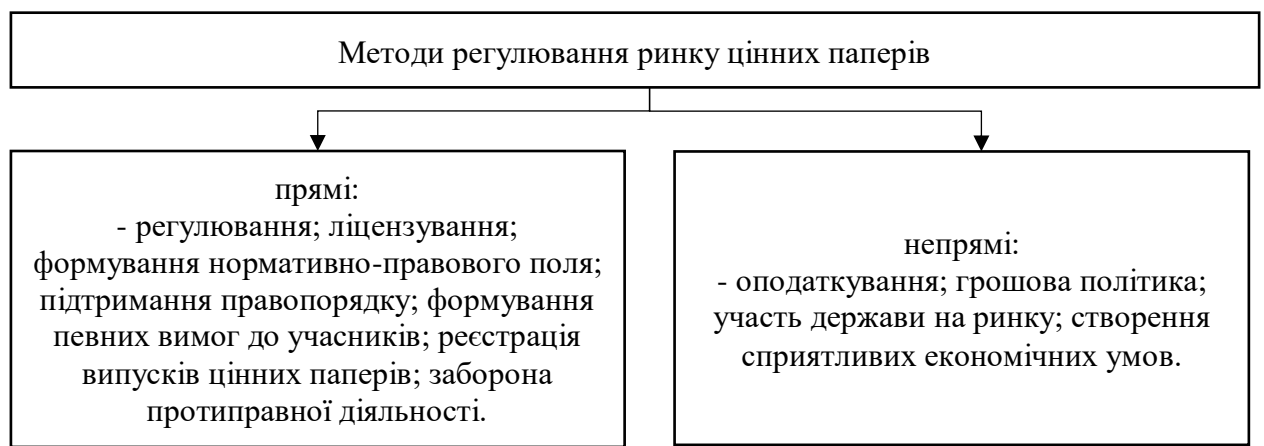 Методи регулювання ринку цінних паперів
прямі:
- регулювання; ліцензування;
формування нормативно-правового поля;
підтримання правопорядку; формування
певних вимог до учасників; реєстрація
випусків цінних паперів; заборона
протиправної діяльності.
непрямі:
- оподаткування; грошова політика;
участь держави на ринку; створення
сприятливих економічних умов.